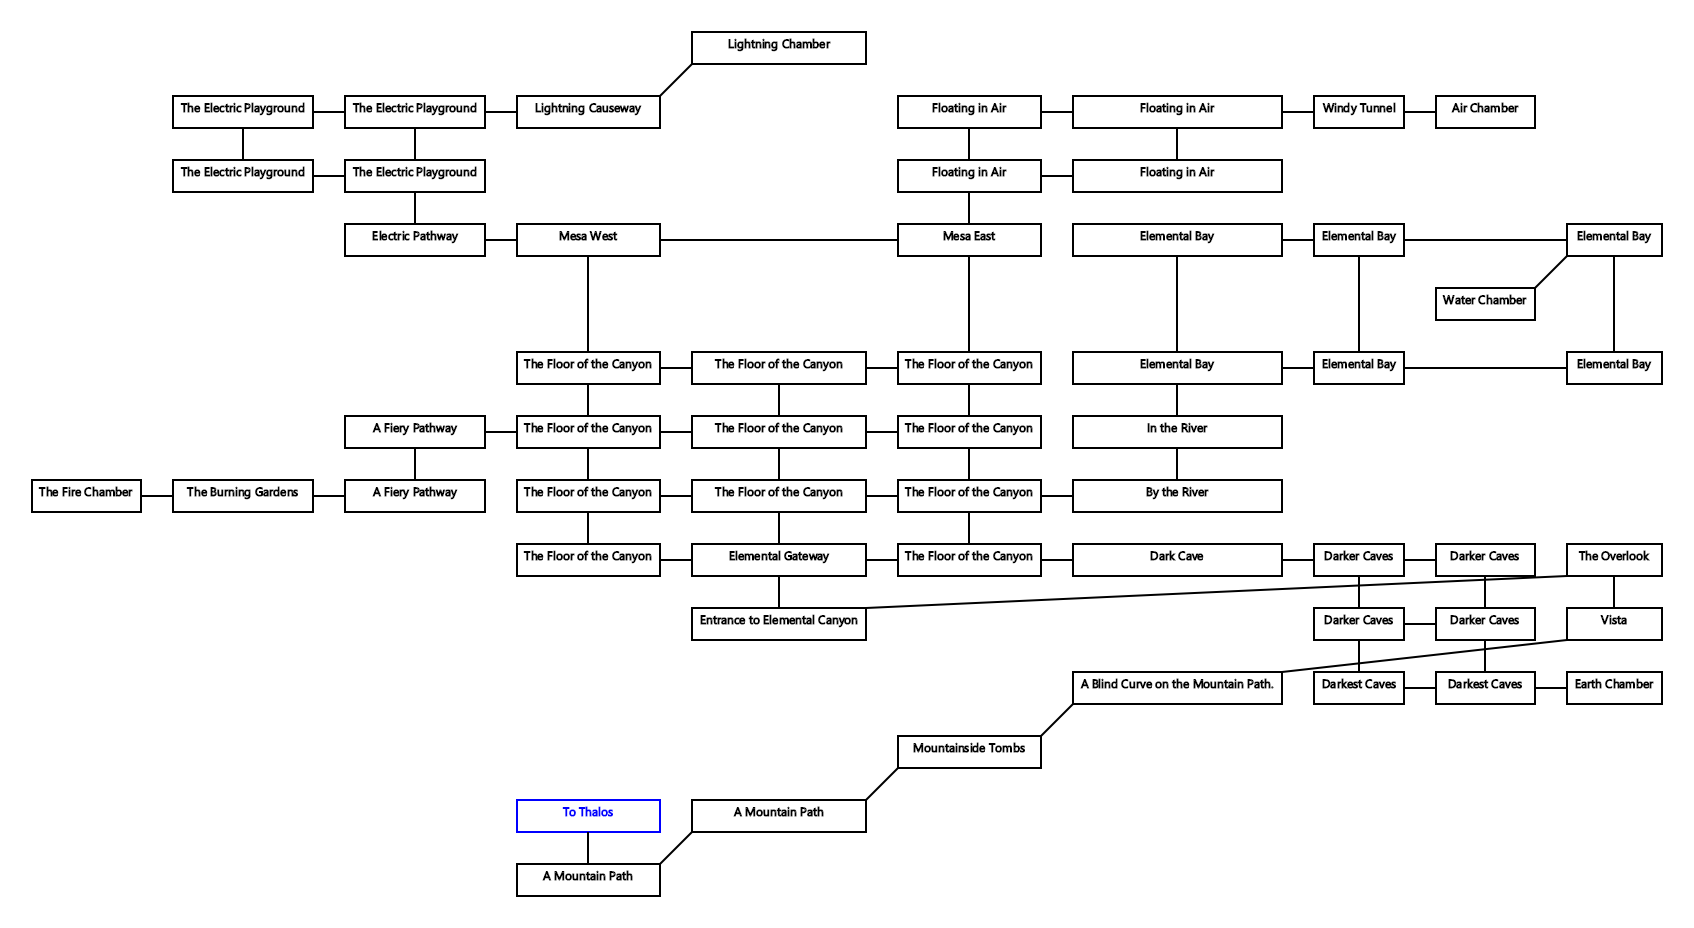 Lightning Chamber
The Electric Playground
The Electric Playground
Lightning Causeway
Floating in Air
Floating in Air
Windy Tunnel
Air Chamber
The Electric Playground
The Electric Playground
Floating in Air
Floating in Air
Electric Pathway
Mesa West
Mesa East
Elemental Bay
Elemental Bay
Elemental Bay
Water Chamber
The Floor of the Canyon
The Floor of the Canyon
The Floor of the Canyon
Elemental Bay
Elemental Bay
Elemental Bay
A Fiery Pathway
The Floor of the Canyon
The Floor of the Canyon
The Floor of the Canyon
In the River
The Fire Chamber
The Burning Gardens
A Fiery Pathway
The Floor of the Canyon
The Floor of the Canyon
The Floor of the Canyon
By the River
The Floor of the Canyon
Elemental Gateway
The Floor of the Canyon
Dark Cave
Darker Caves
Darker Caves
The Overlook
Entrance to Elemental Canyon
Darker Caves
Darker Caves
Vista
A Blind Curve on the Mountain Path.
Darkest Caves
Darkest Caves
Earth Chamber
Mountainside Tombs
To Thalos
A Mountain Path
A Mountain Path